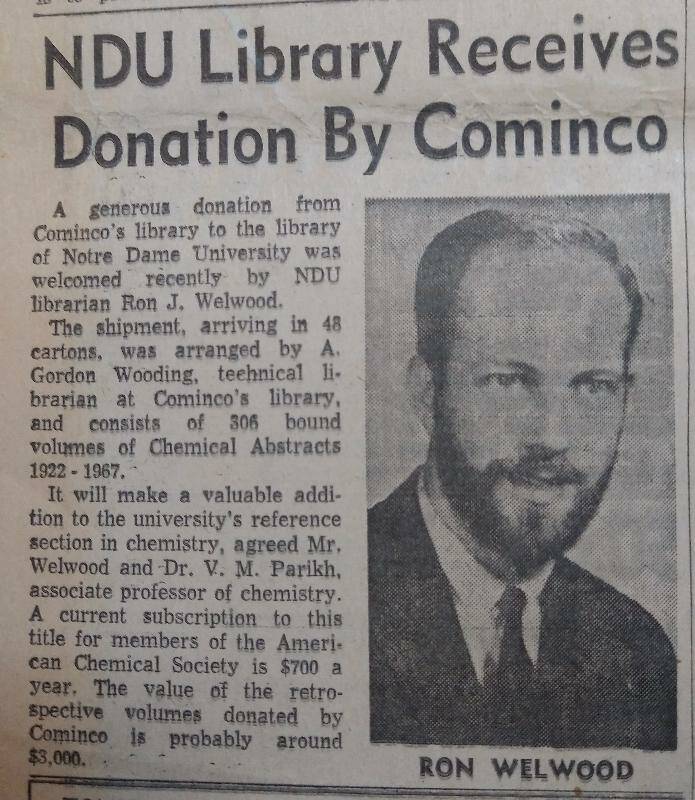 NDU Library Receives
Donation By Cominco
A generous donation from
Cominco's library to the library
of Notre Dame University was
welcomed recently by NDU
librarian Ron J. Welwood.
The shipment, arriving in 48
cartons, was arranged by A.
Gordon Wooding, technical li-
brarian at Cominco's library,
and consists of 306 bound
volumes of Chemical Abstracts
1922 - 1967.
It will make a valuable addi-
tion to the university's reference
section in chemistry, agreed Mr.
Welwood and Dr. V. M. Parikh,
associate professor of chemistry.
A current subscription to this
title for members of the Ameri-
can Chemical Society is $700 a
year. The value of the retro-
spective volumes donated by
Cominco is probably around
$3,000.
RON WELWOOD